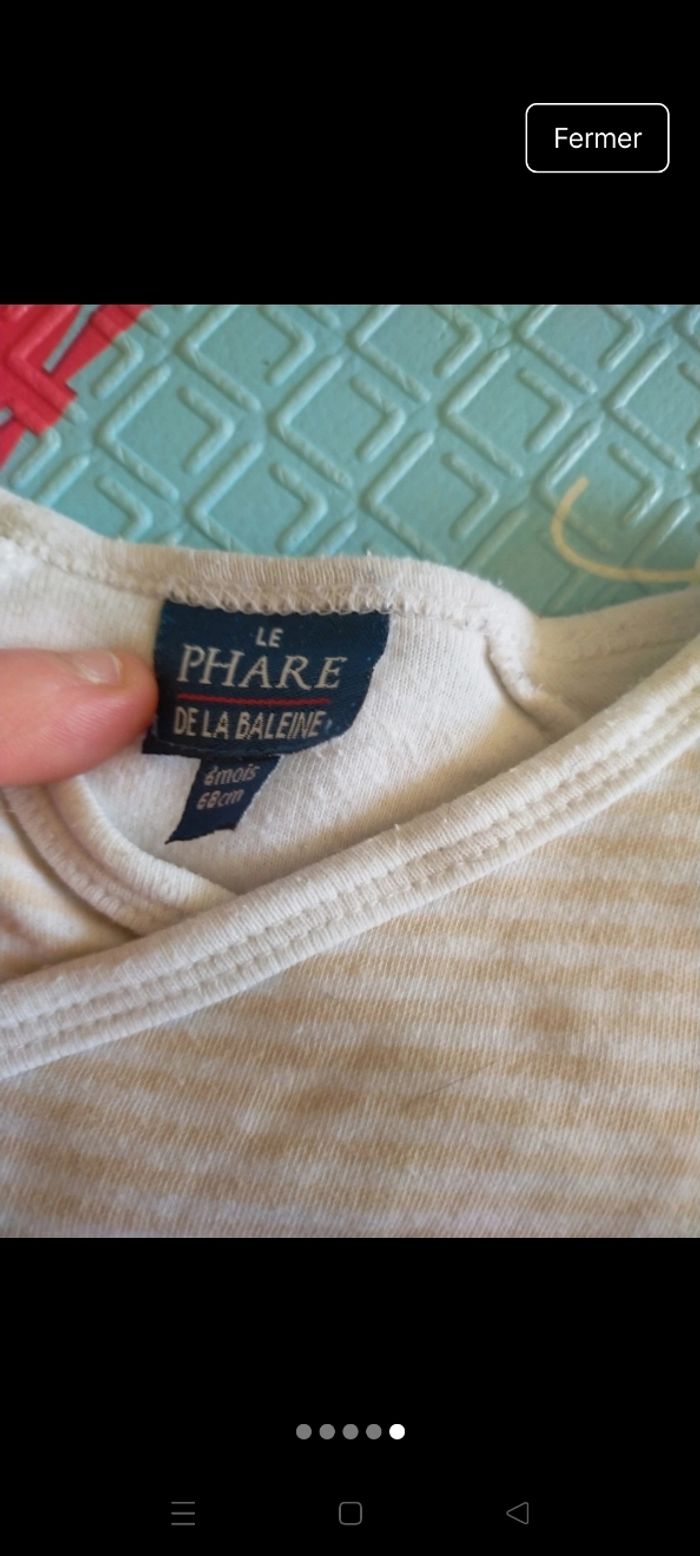 Fermer
LE
PHARE
DE LA BALEINE
6mois
68cm